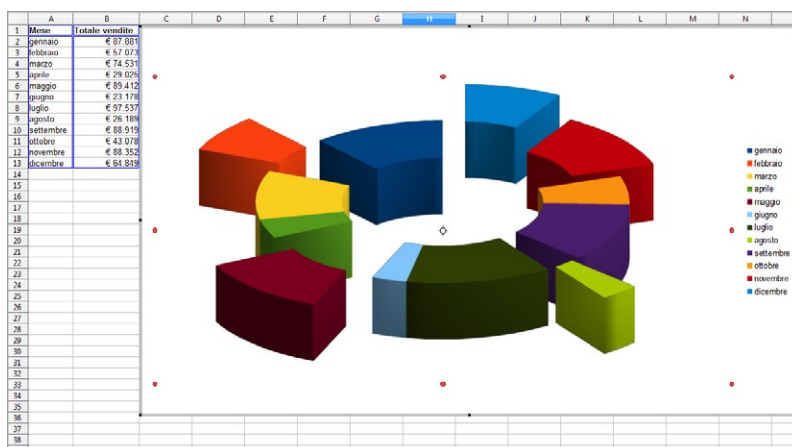 A B C D E F G H I J K L M N
1 Mese Totale vendite
2 gennaio € 87.881
3 febbraio € 57.073
4 marzo € 74.531
5 aprile € 29.025
6 maggio € 89.412
7 giugno € 23.178
8 luglio € 97.537
9 agosto € 26.189
10 settembre € 88.919
11 ottobre € 43.078
12 novembre € 88.352
13 dicembre € 64.849
14
15
16
17
18
19
20
21
22
23
24
25
26
27
28
29
30
31
32
33
34
35
36
37
38
gennaio
febbraio
marzo
aprile
maggio
giugno
luglio
agosto
settembre
ottobre
novembre
dicembre